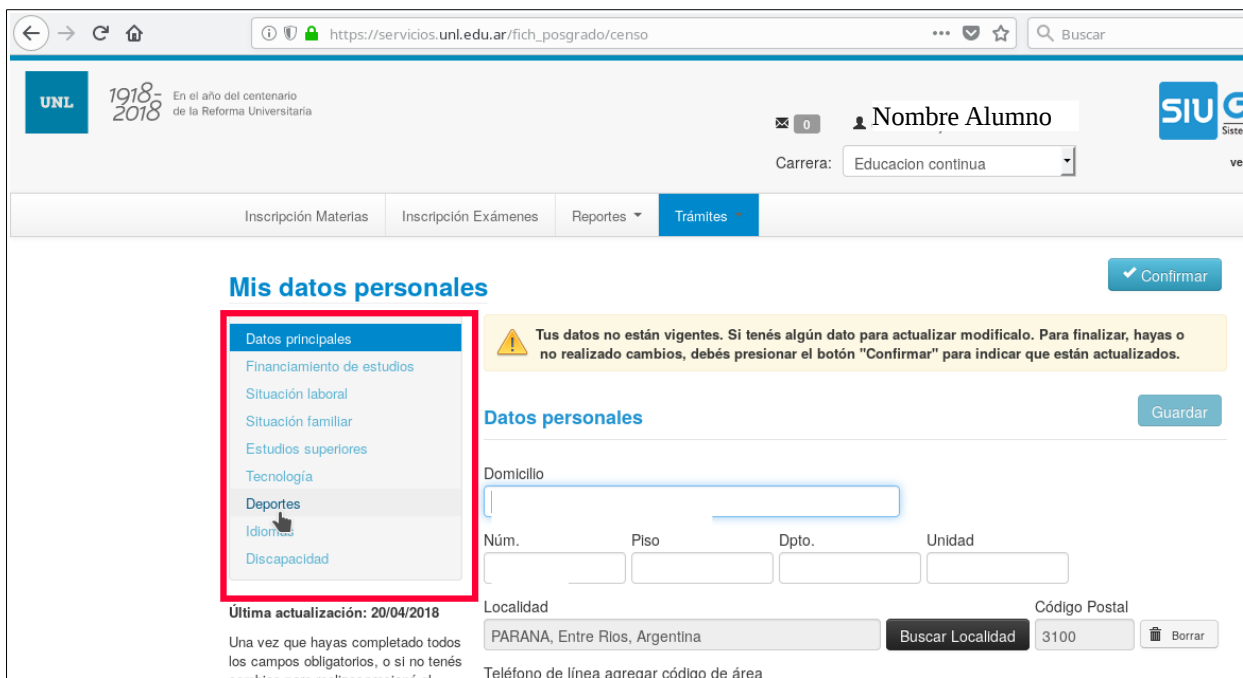 https://servicios.unl.edu.ar/fich_posgrado/censo
Buscar
UNL
1918-
2018
En el año del centenario
de la Reforma Universitaria
0
Nombre Alumno
SIU G
Siste
Carrera:
Educacion continua
ve
Inscripción Materias
Inscripción Exámenes
Reportes
Trámites
Mis datos personales
Confirmar
Datos principales
Financiamiento de estudios
Situación laboral
Situación familiar
Estudios superiores
Tecnología
Deportes
Idiomas
Discapacidad
Última actualización: 20/04/2018
Una vez que hayas completado todos
los campos obligatorios, o si no tenés
Tus datos no están vigentes. Si tenés algún dato para actualizar modificalo. Para finalizar, hayas o
no realizado cambios, debés presionar el botón "Confirmar" para indicar que están actualizados.
Datos personales
Guardar
Domicilio
Núm.
Piso
Dpto.
Unidad
Localidad
Código Postal
PARANA, Entre Rios, Argentina
Buscar Localidad
3100
Borrar
Teléfono de línea agregar código de área